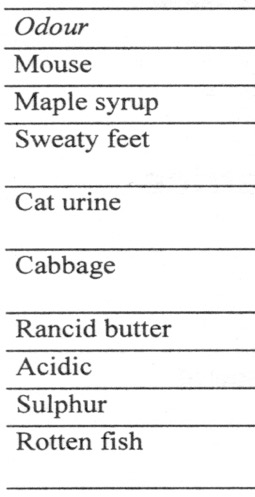 Odour
Mouse
Maple syrup
Sweaty feet
Cat urine
Cabbage
Rancid butter
Acidic
Sulphur
Rotten fish